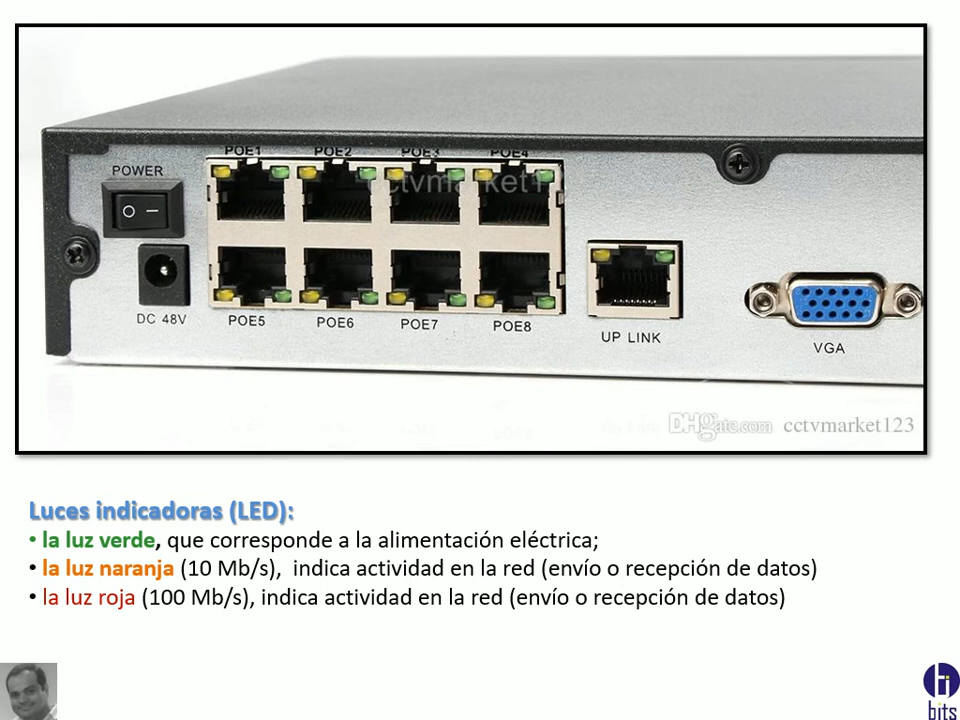 POE1 POE2 POE3 POE4
POWER
cctvmarket1
DC 48V
POE5 POE6 POE7 POE8
UP LINK
VGA
DHgate.com cctvmarket123
Luces indicadoras (LED):
• la luz verde, que corresponde a la alimentación eléctrica;
• la luz naranja (10 Mb/s), indica actividad en la red (envío o recepción de datos)
• la luz roja (100 Mb/s), indica actividad en la red (envío o recepción de datos)
bits